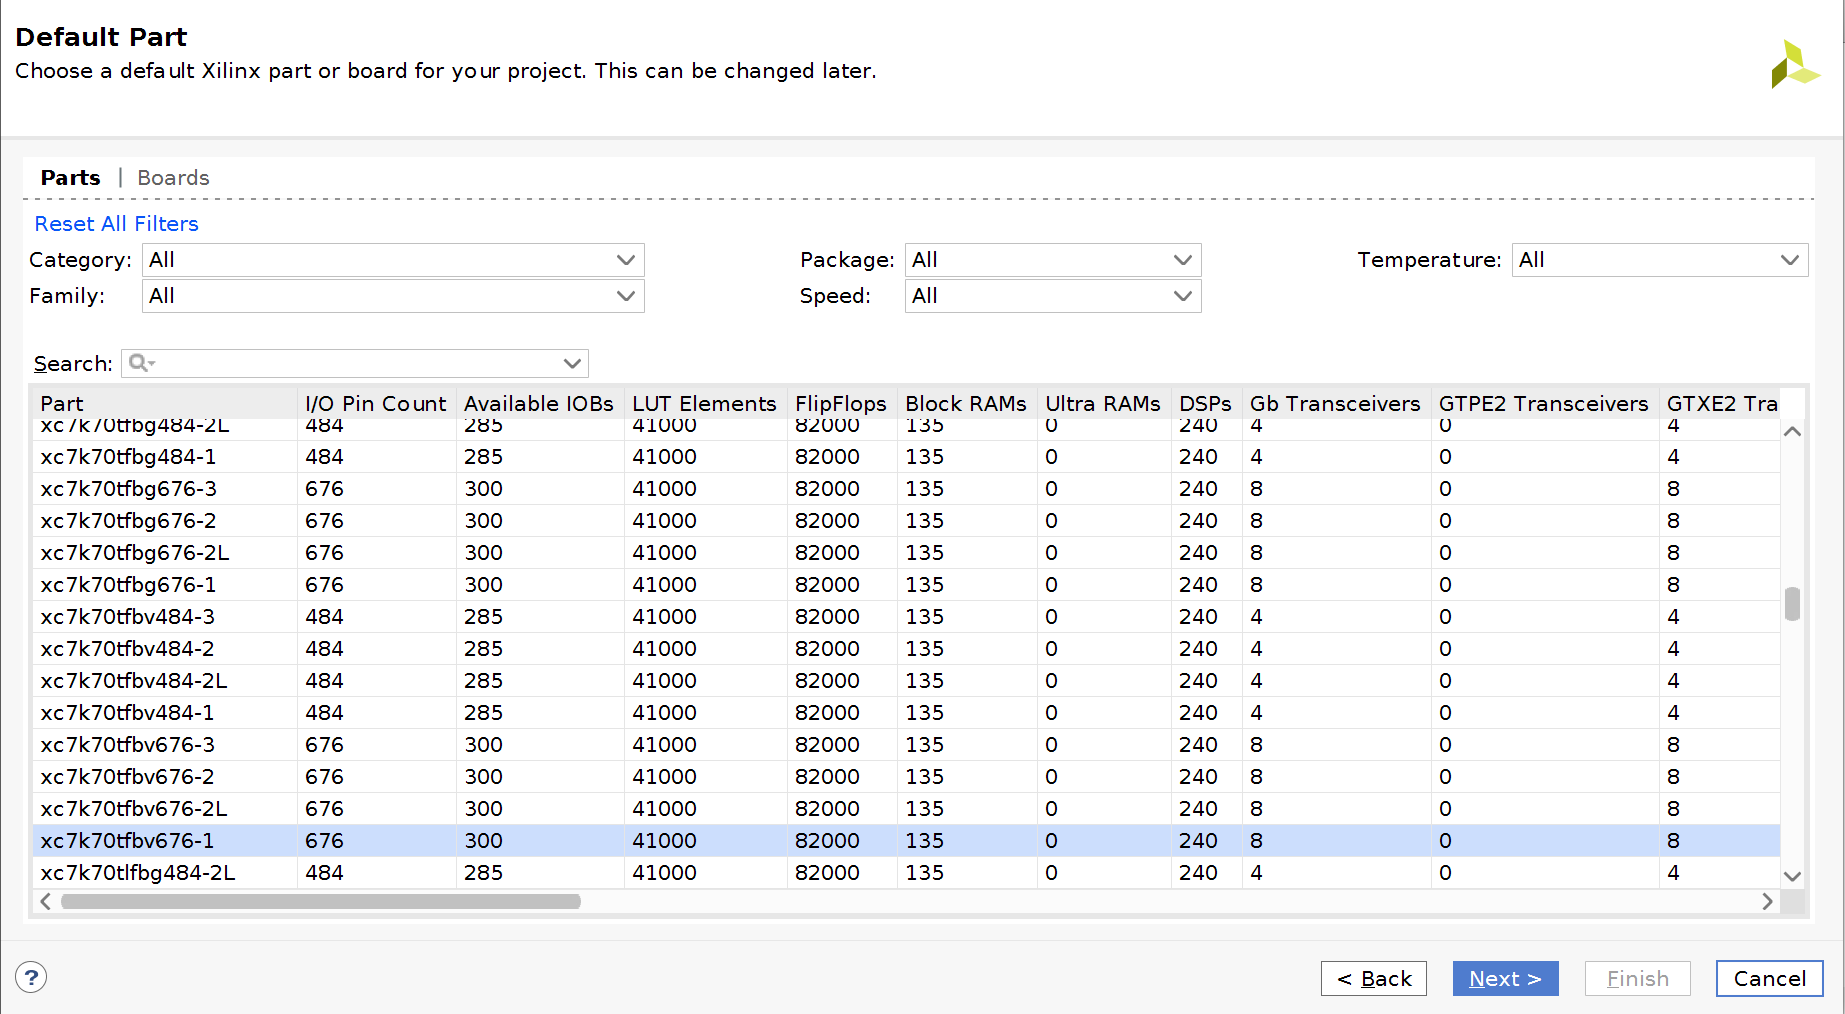 Default Part
Choose a default Xilinx part or board for your project. This can be changed later.
Parts | Boards
Reset All Filters
Category: All Package: All Temperature: All
Family: All Speed: All
Search:
Part I/O Pin Count Available IOBs LUT Elements FlipFlops Block RAMs Ultra RAMs DSPs Gb Transceivers GTPE2 Transceivers GTXE2 Tra
xc7k70tfbg484-2L 484 285 41000 82000 135 0 240 4 0 4
xc7k70tfbg484-1 484 285 41000 82000 135 0 240 4 0 4
xc7k70tfbg676-3 676 300 41000 82000 135 0 240 8 0 8
xc7k70tfbg676-2 676 300 41000 82000 135 0 240 8 0 8
xc7k70tfbg676-2L 676 300 41000 82000 135 0 240 8 0 8
xc7k70tfbg676-1 676 300 41000 82000 135 0 240 8 0 8
xc7k70tfbv484-3 484 285 41000 82000 135 0 240 4 0 4
xc7k70tfbv484-2 484 285 41000 82000 135 0 240 4 0 4
xc7k70tfbv484-2L 484 285 41000 82000 135 0 240 4 0 4
xc7k70tfbv484-1 484 285 41000 82000 135 0 240 4 0 4
xc7k70tfbv676-3 676 300 41000 82000 135 0 240 8 0 8
xc7k70tfbv676-2 676 300 41000 82000 135 0 240 8 0 8
xc7k70tfbv676-2L 676 300 41000 82000 135 0 240 8 0 8
xc7k70tfbv676-1 676 300 41000 82000 135 0 240 8 0 8
xc7k70tlfbg484-2L 484 285 41000 82000 135 0 240 4 0 4
? < Back Next > Finish Cancel